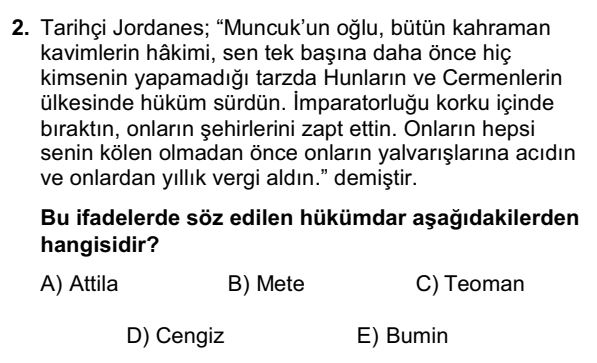 2. Tarihçi Jordanes; “Muncuk’un oğlu, bütün kahraman
kavimlerin hâkimi, sen tek başına daha önce hiç
kimsenin yapamadığı tarzda Hunların ve Cermenlerin
ülkesinde hüküm sürdün. İmparatorluğu korku içinde
bıraktın, onların şehirlerini zapt ettin. Onların hepsi
senin kölen olmadan önce onların yalvarışlarına acıdın
ve onlardan yıllık vergi aldın.” demiştir.
Bu ifadelerde söz edilen hükümdar aşağıdakilerden
hangisidir?
A) Attila B) Mete C) Teoman
D) Cengiz E) Bumin